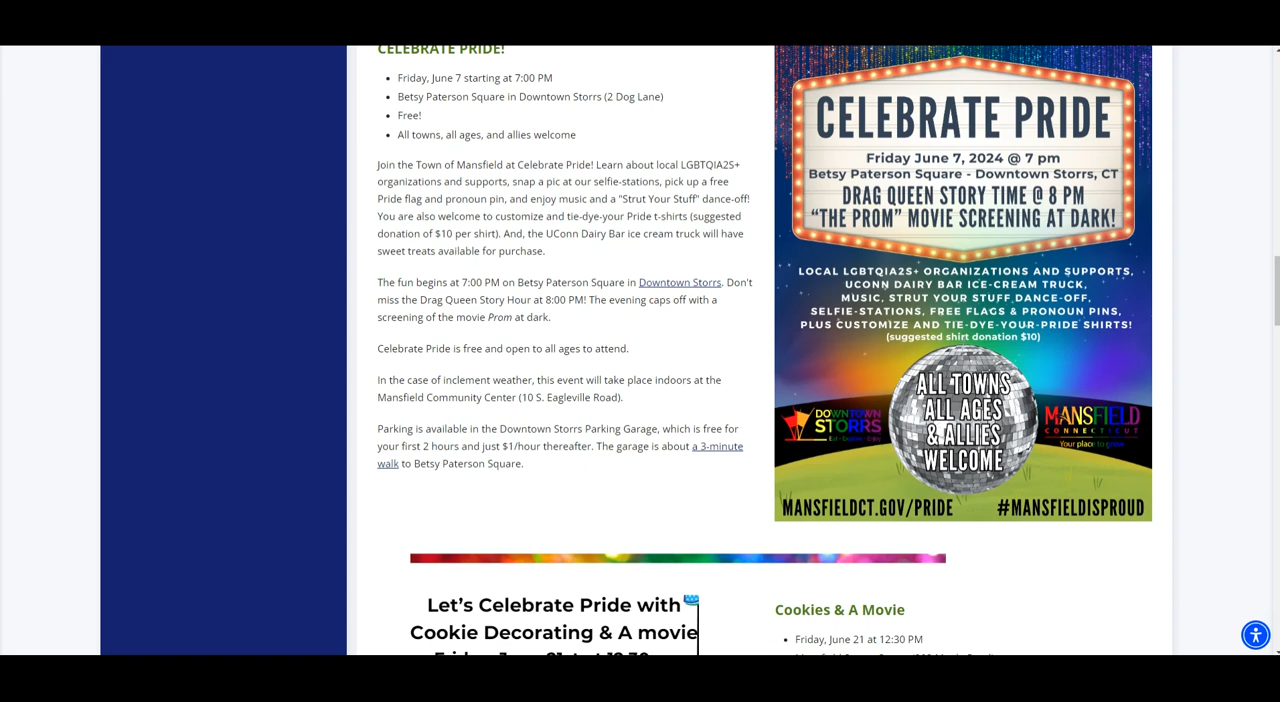 CELEBRATE PRIDE!
Friday, June 7 starting at 7:00 PM
Betsy Paterson Square in Downtown Storrs (2 Dog Lane)
Free!
All towns, all ages, and allies welcome
Join the Town of Mansfield at Celebrate Pride! Learn about local LGBTQIA2S+
organizations and supports, snap a pic at our selfie-stations, pick up a free
Pride flag and pronoun pin, and enjoy music and a "Strut Your Stuff" dance-off!
You are also welcome to customize and tie-dye-your Pride t-shirts (suggested
donation of $10 per shirt). And, the UConn Dairy Bar ice cream truck will have
sweet treats available for purchase.
The fun begins at 7:00 PM on Betsy Paterson Square in Downtown Storrs. Don't
miss the Drag Queen Story Hour at 8:00 PM! The evening caps off with a
screening of the movie Prom at dark.
Celebrate Pride is free and open to all ages to attend.
In the case of inclement weather, this event will take place indoors at the
Mansfield Community Center (10 S. Eagleville Road).
Parking is available in the Downtown Storrs Parking Garage, which is free for
your first 2 hours and just $1/hour thereafter. The garage is about a 3-minute
walk to Betsy Paterson Square.
CELEBRATE PRIDE
Friday June 7, 2024 @ 7 pm
Betsy Paterson Square - Downtown Storrs, CT
DRAG QUEEN STORY TIME @ 8 PM
“THE PROM” MOVIE SCREENING AT DARK!
LOCAL LGBTQIA2S+ ORGANIZATIONS AND SUPPORTS,
UCONN DAIRY BAR ICE-CREAM TRUCK,
MUSIC, STRUT YOUR STUFF DANCE-OFF,
SELFIE-STATIONS, FREE FLAGS & PRONOUN PINS,
PLUS CUSTOMIZE AND TIE-DYE-YOUR-PRIDE SHIRTS!
(suggested shirt donation $10)
ALL TOWNS
ALL AGES
& ALLIES
WELCOME
DOWNTOWN
STORRS
MANSFIELD
CONNECTICUT
Your place to grow
MANSFIELDCT.GOV/PRIDE
#MANSFIELDISPROUD
Let’s Celebrate Pride with
Cookie Decorating & A movie
Cookies & A Movie
Friday, June 21 at 12:30 PM